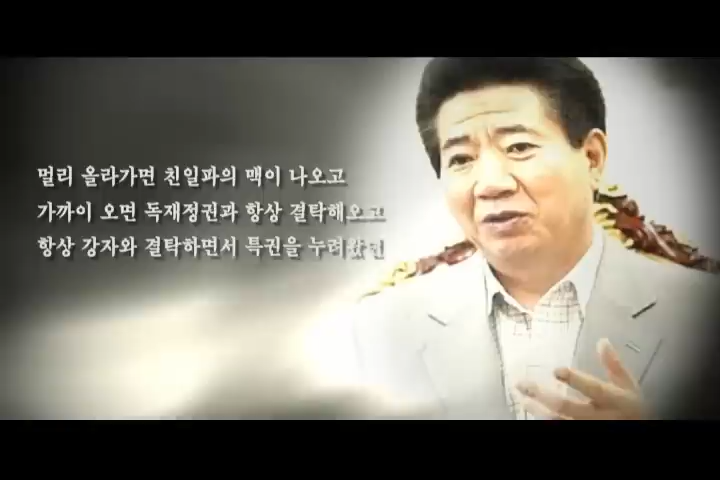 멀리 올라가면 친일파의 맥이 나오고
가까이 오면 독재정권과 항상 결탁해오고
항상 강자와 결탁하면서 특권을 누려왔던